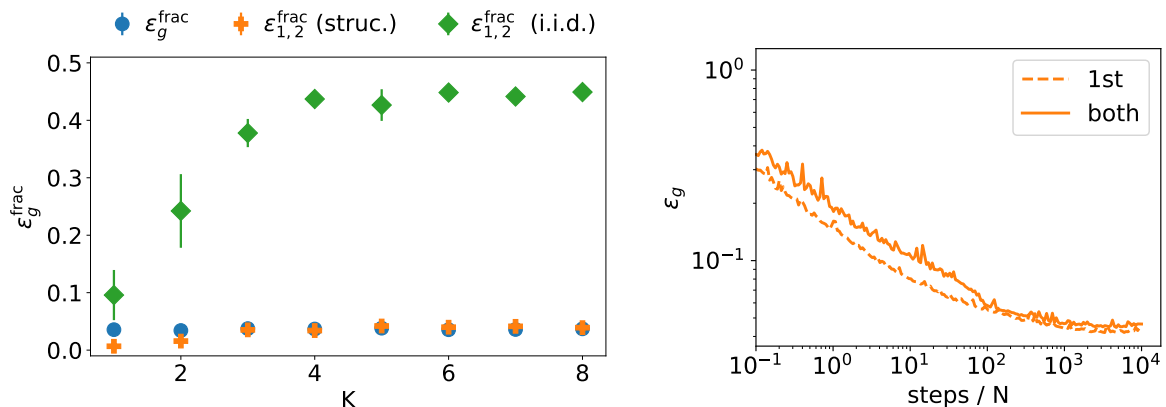 ε_g^frac ε_{1,2}^frac (struc.) ε_{1,2}^frac (i.i.d.)
0.5
0.4
0.3
0.2
0.1
0.0
ε_g^frac
2 4 6 8
K
1st
both
10^0
10^{-1}
ε_g
10^{-1} 10^0 10^1 10^2 10^3 10^4
steps / N